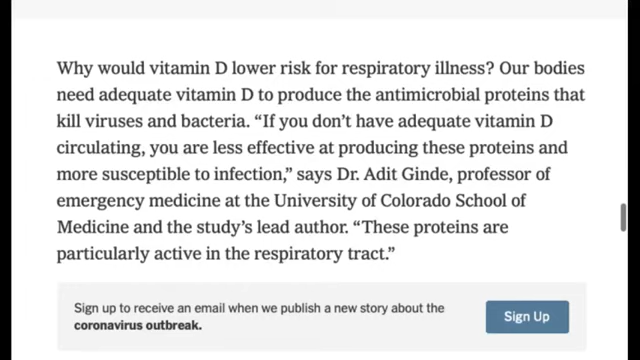 Why would vitamin D lower risk for respiratory illness? Our bodies
need adequate vitamin D to produce the antimicrobial proteins that
kill viruses and bacteria. “If you don’t have adequate vitamin D
circulating, you are less effective at producing these proteins and
more susceptible to infection,” says Dr. Adit Ginde, professor of
emergency medicine at the University of Colorado School of
Medicine and the study’s lead author. “These proteins are
particularly active in the respiratory tract.”
Sign up to receive an email when we publish a new story about the
coronavirus outbreak.
Sign Up